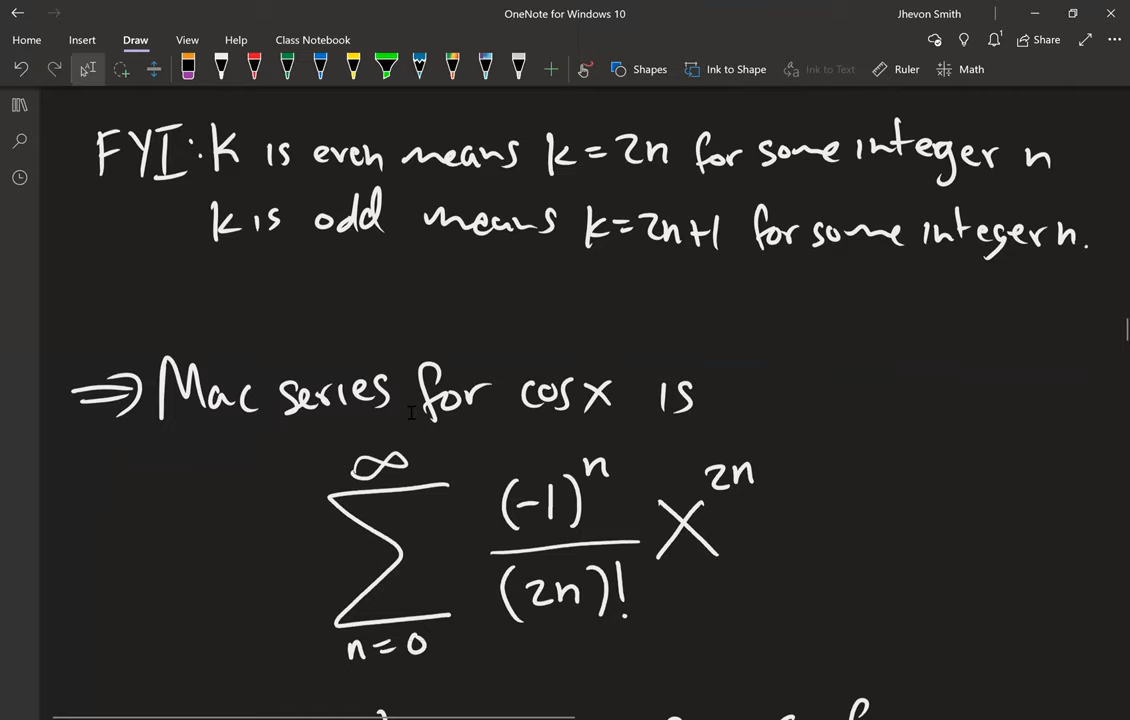 OneNote for Windows 10
Jhevon Smith
Home Insert Draw View Help Class Notebook
Share
Shapes Ink to Shape Ink to Text Ruler Math
FYI: K is even means k=2n for some integer n
k is odd means k=2n+1 for some integer n.
⇒ Mac series for cos x is
∞
∑ (-1)^n/(2n)! x^2n
n=0